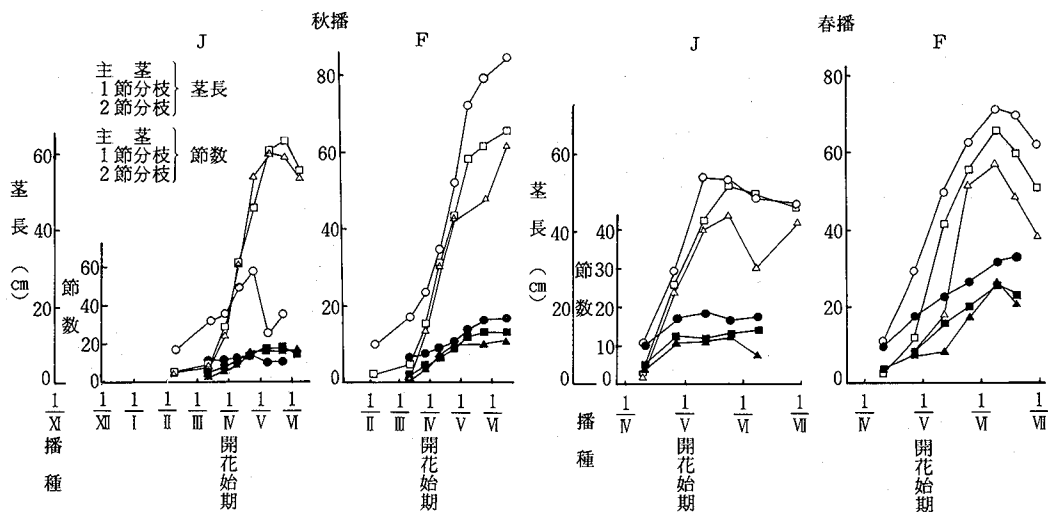 秋播
J
F
主茎
1節分枝
2節分枝
茎長
主茎
1節分枝
2節分枝
節数
茎長(cm)
60
40
20
0
節数
60
40
20
0
80
60
40
20
0
1/XI
1/XII
1/I
1/II
1/III
1/IV
1/V
1/VI
播種
開花始期
1/II
1/III
1/IV
1/V
1/VI
開花始期
春播
J
F
茎長(cm)
60
40
20
0
節数
40
30
20
10
0
80
60
40
20
0
1/IV
1/V
1/VI
1/VII
播種
開花始期
1/V
1/VI
1/VII
開花始期